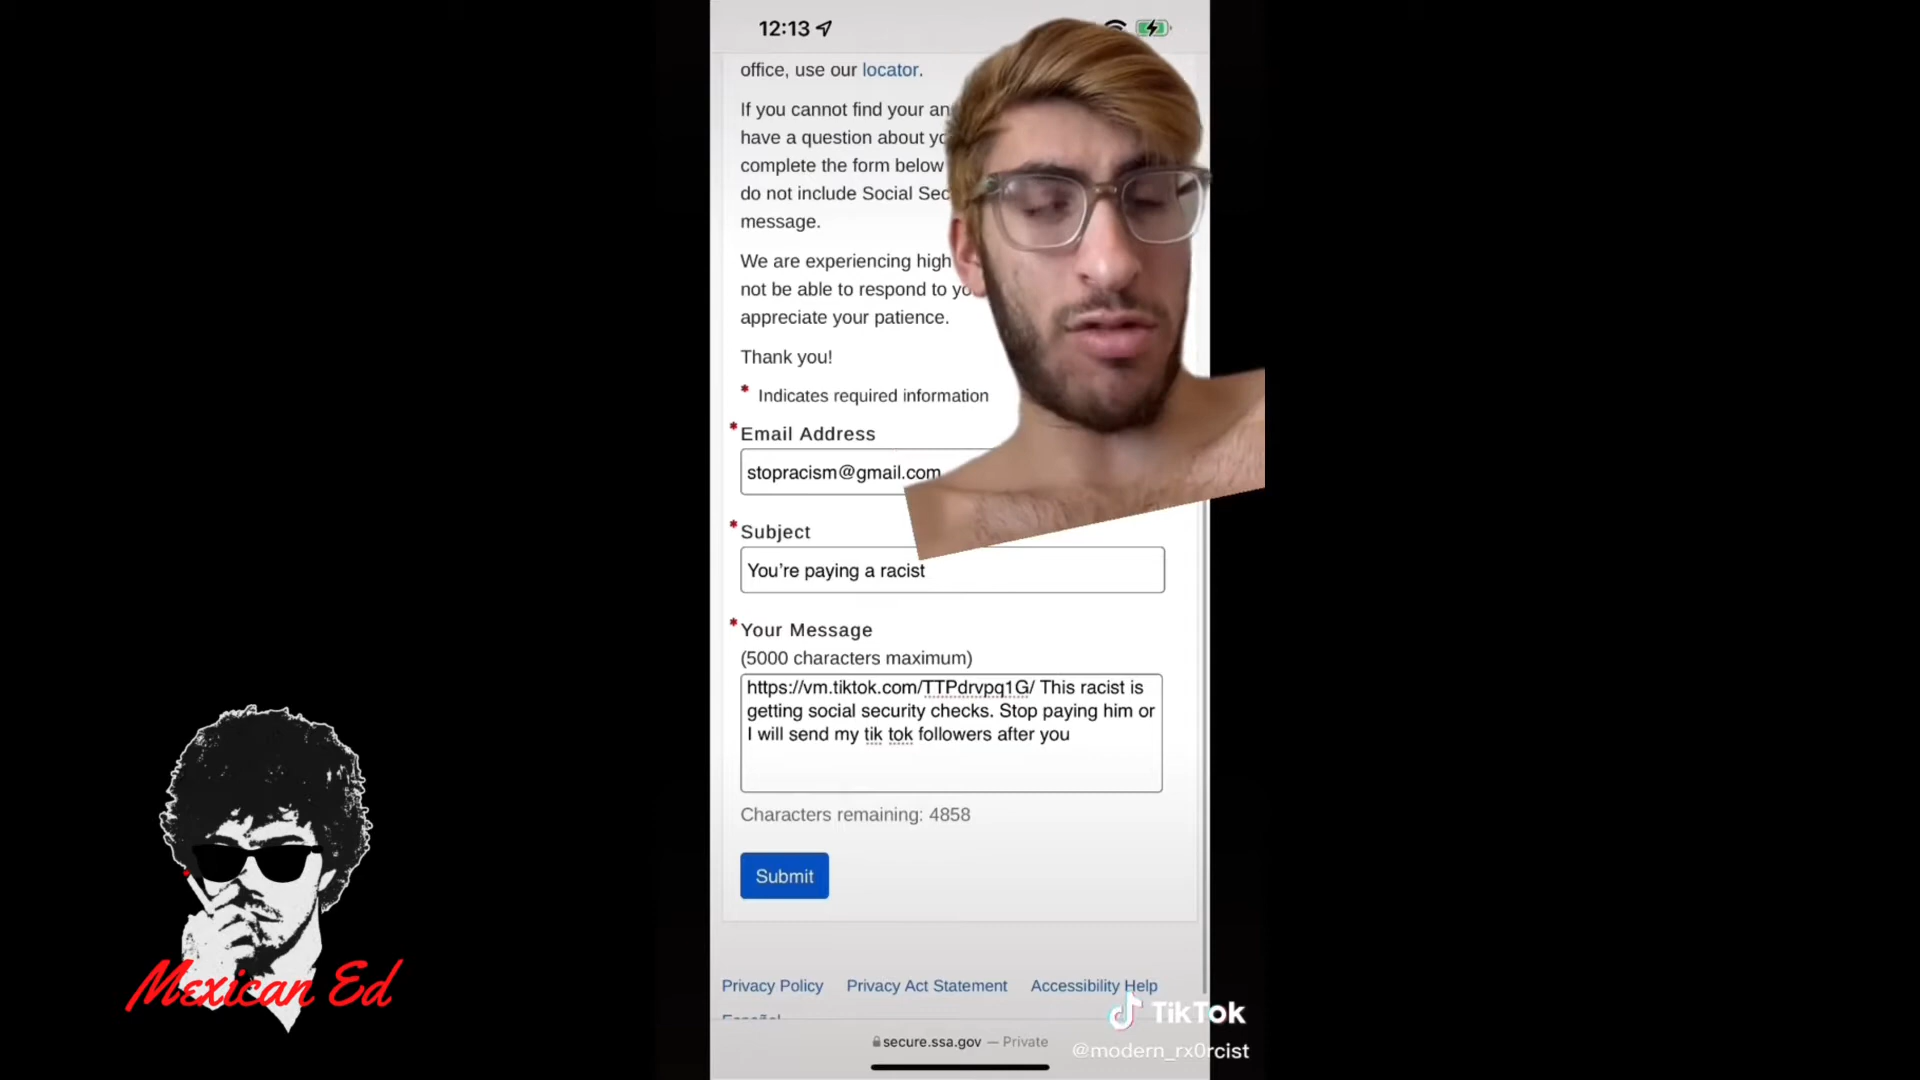 12:13
office, use our locator.
If you cannot find your an
have a question about yo
complete the form below
do not include Social Sec
message.
We are experiencing high
not be able to respond to yo
appreciate your patience.
Thank you!
* Indicates required information
* Email Address
stopracism@gmail.com
* Subject
You're paying a racist
* Your Message
(5000 characters maximum)
https://vm.tiktok.com/TTPdrvpq1G/ This racist is
getting social security checks. Stop paying him or
I will send my tik tok followers after you
Characters remaining: 4858
Submit
Privacy Policy Privacy Act Statement Accessibility Help
Español
secure.ssa.gov — Private
TikTok
@modern_rx0rcist
Mexican Ed